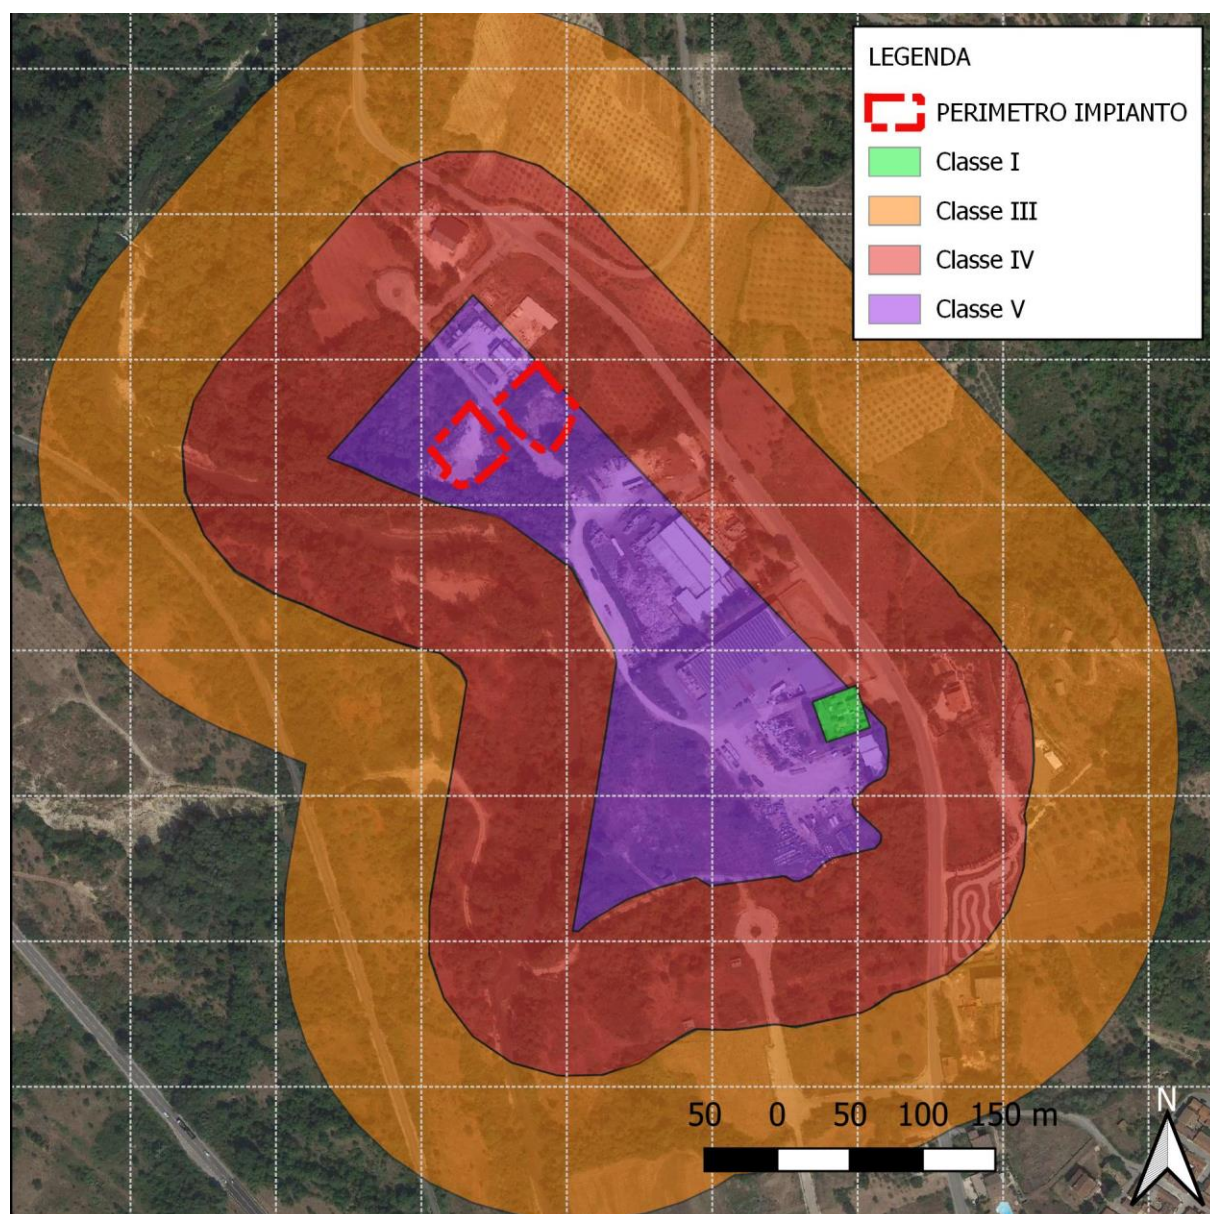 LEGENDA
PERIMETRO IMPIANTO
Classe I
Classe III
Classe IV
Classe V
N
50 0 50 100 150 m